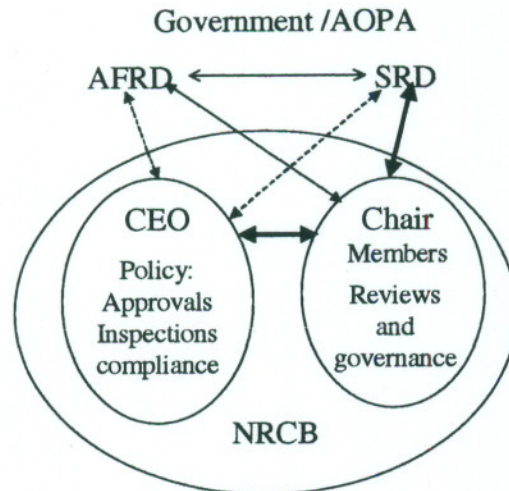 Government /AOPA
AFRD SRD
CEO
Policy:
Approvals
Inspections
compliance
Chair
Members
Reviews
and
governance
NRCB